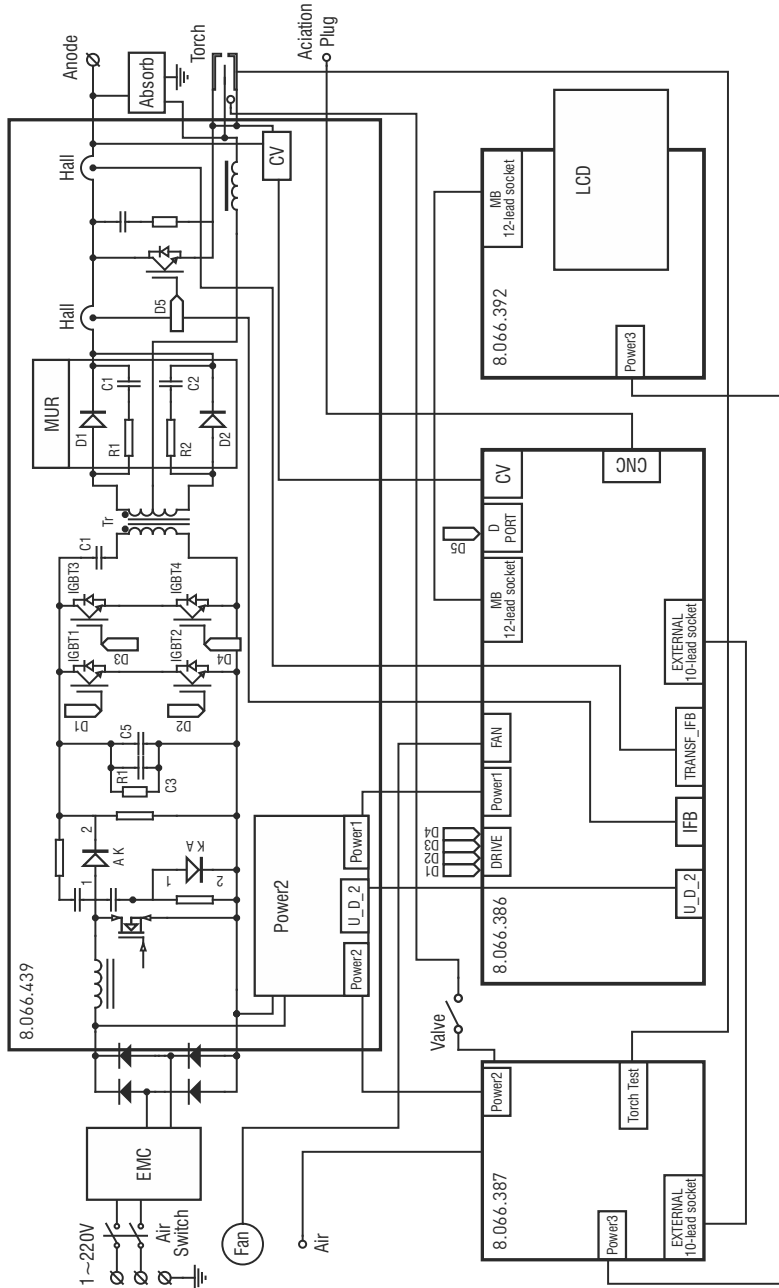 1~220V
Air
Switch
EMC
8.066.439
1
2
A K
1
2
K A
R1
C5
C3
D1
IGBT1
D2
IGBT2
D3
IGBT3
D4
IGBT4
C1
Tr
MUR
D1
R1
C1
R2
C2
D2
Hall
D5
Hall
CV
Anode
Absorb
Torch
Aciation
Plug
Power2
Power2
U_D_2
Power1
Fan
Air
Valve
8.066.387
Power2
Power3
Torch Test
EXTERNAL
10-lead socket
8.066.386
D1
D2
D3
D4
DRIVE
Power1
FAN
MB
12-lead socket
D5
D
PORT
CV
U_D_2
IFB
TRANSF_IFB
EXTERNAL
10-lead socket
CNC
8.066.392
Power3
MB
12-lead socket
LCD